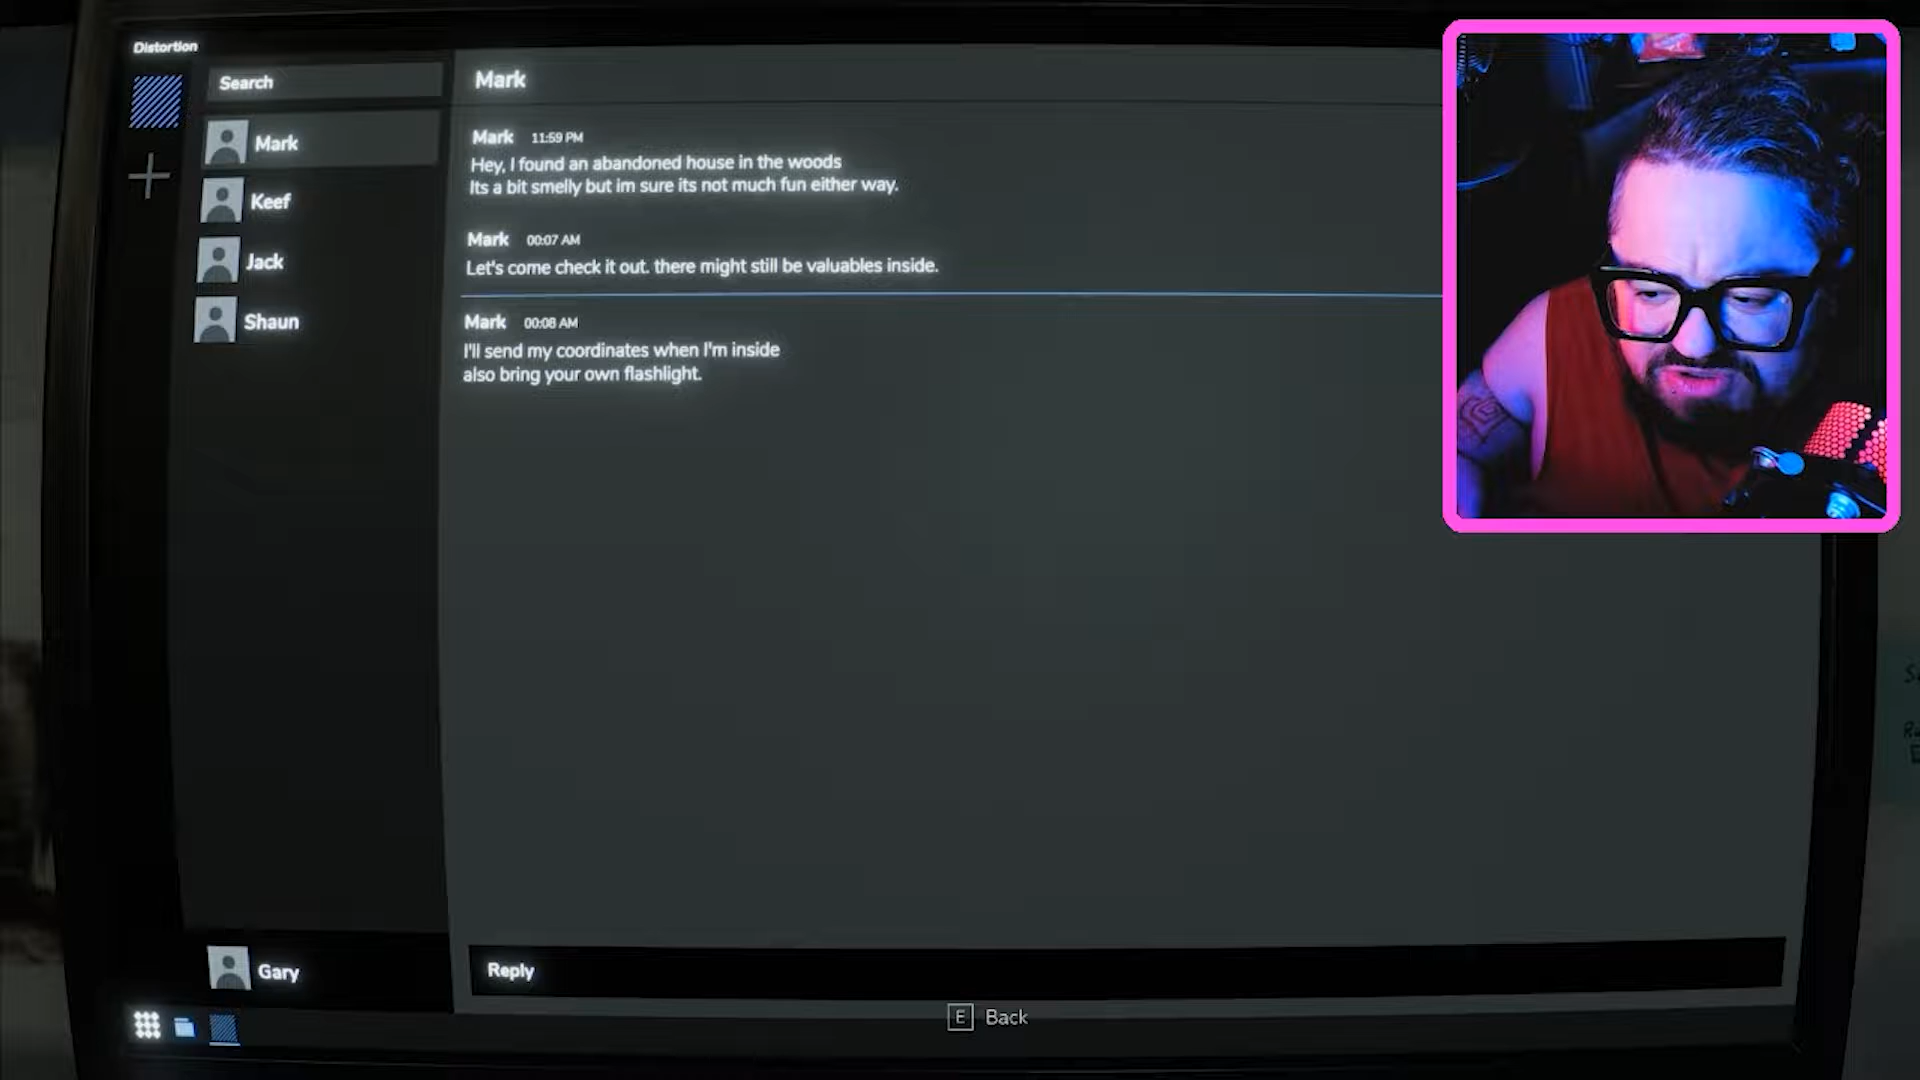 Distortion
Search
Mark
Keef
Jack
Shaun
Gary
Mark
Mark 11:59 PM
Hey, I found an abandoned house in the woods
Its a bit smelly but im sure its not much fun either way.
Mark 00:07 AM
Let's come check it out. there might still be valuables inside.
Mark 00:08 AM
I'll send my coordinates when I'm inside
also bring your own flashlight.
Reply
E Back